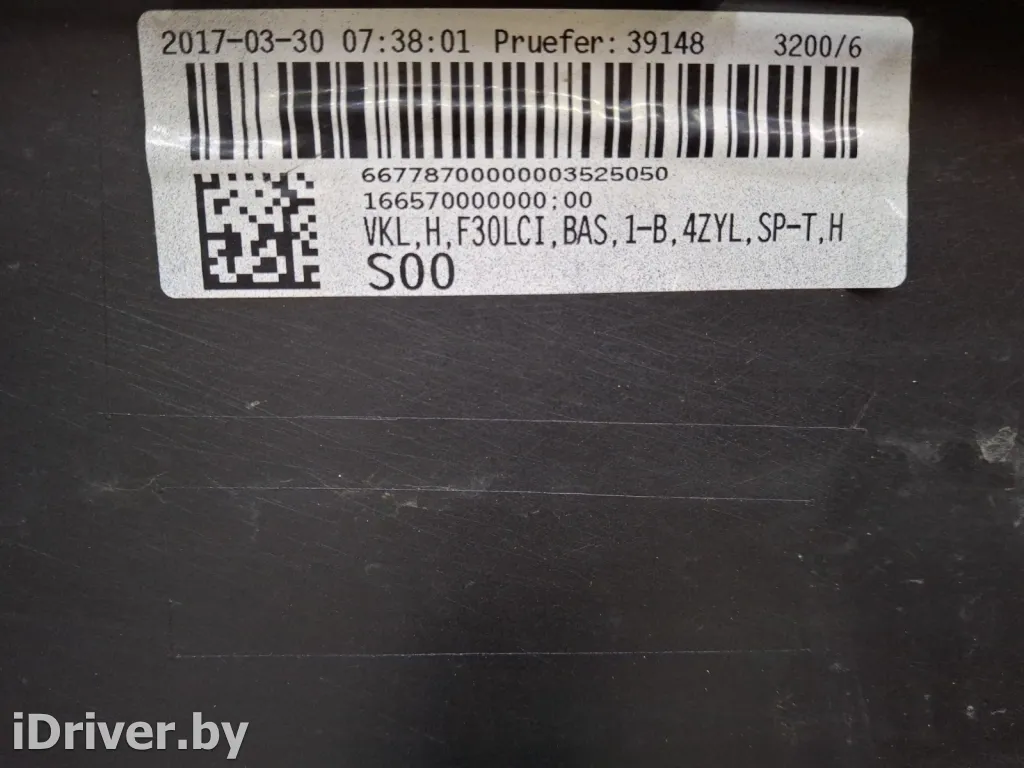 2017-03-30 07:38:01 Pruefer: 39148 3200/6
66778700000003525050
166570000000;00
VKL,H,F30LCI,BAS,1-B,4ZYL,SP-T,H
S00
iDriver.by